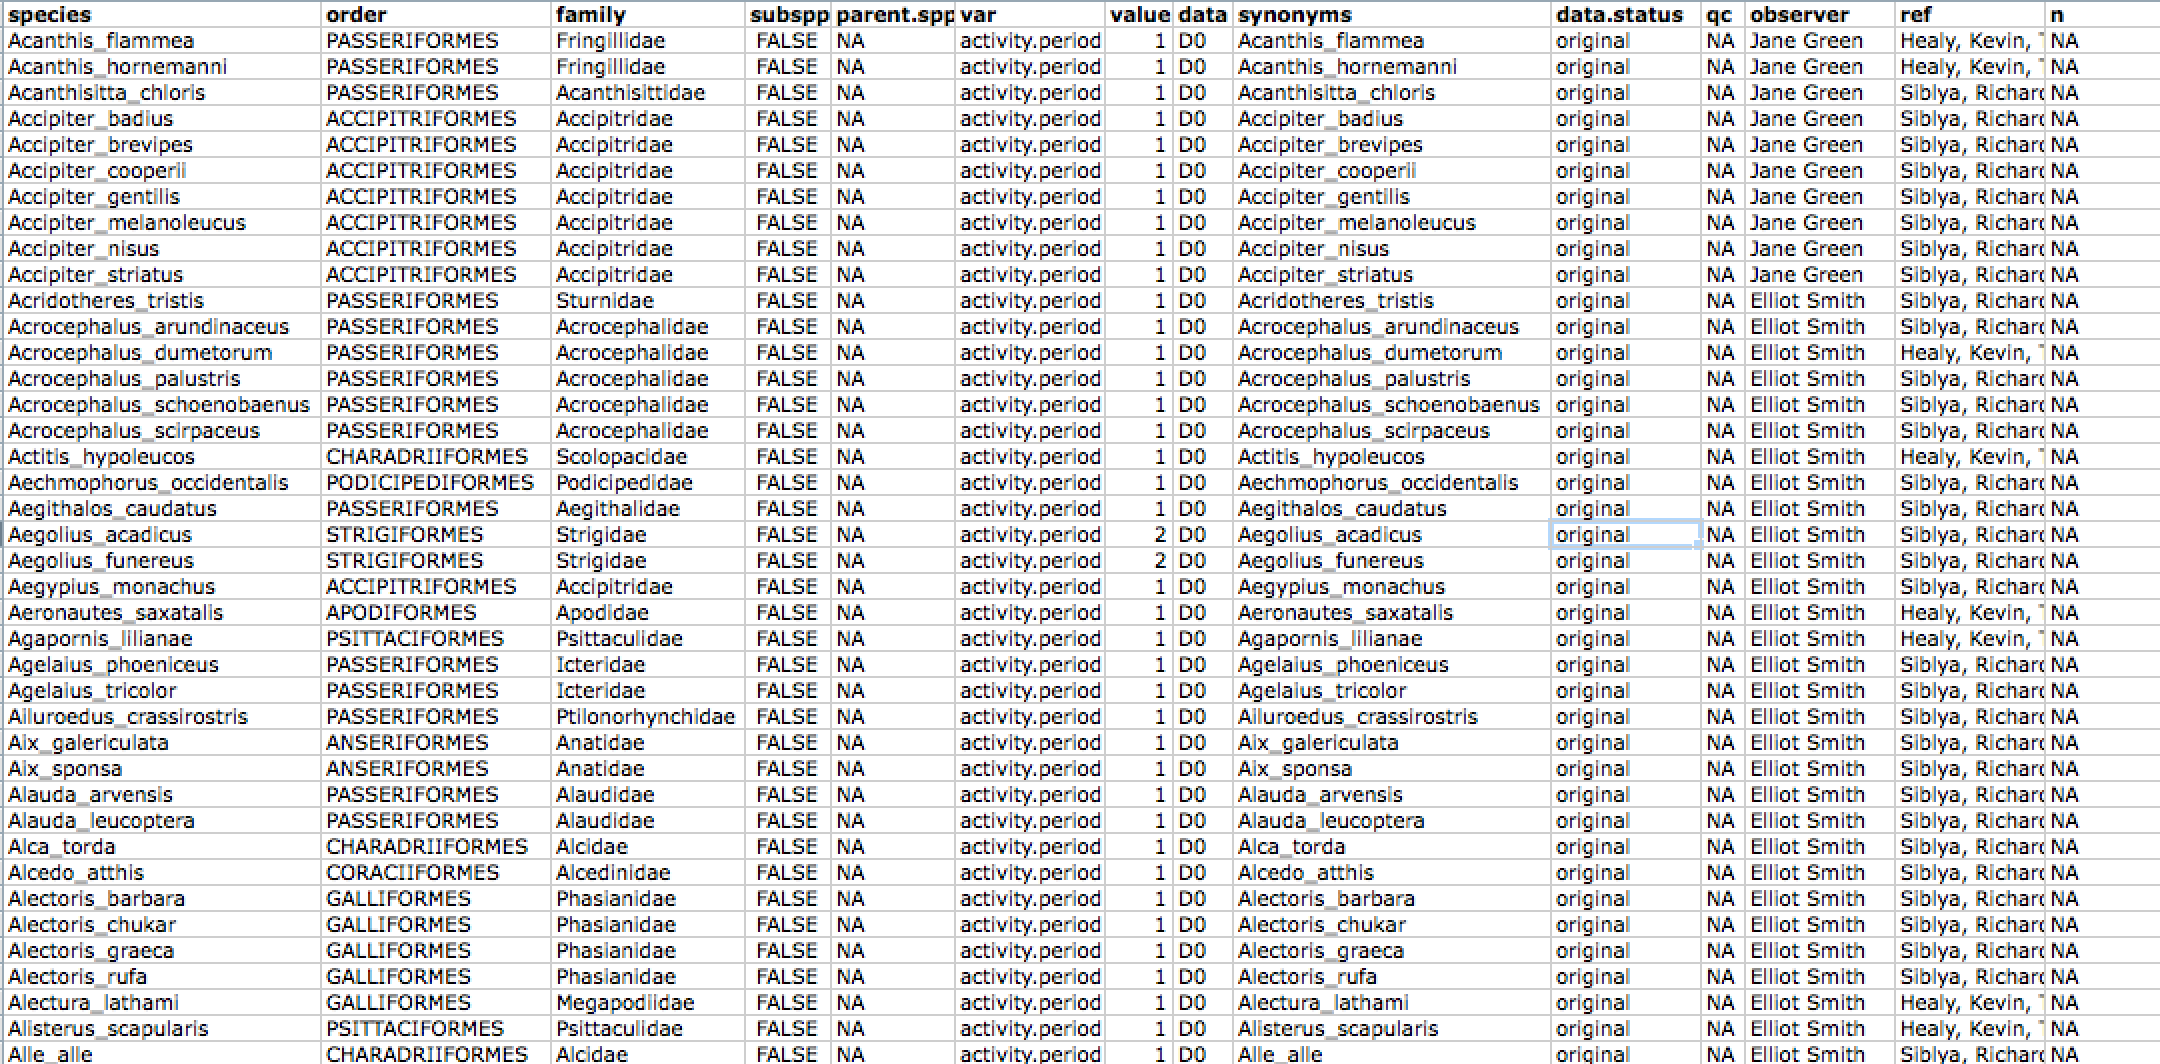 species order family subspp parent.spp var value data synonyms data.status qc observer ref n
Acanthis_flammea PASSERIFORMES Fringillidae FALSE NA activity.period 1 D0 Acanthis_flammea original NA Jane Green Healy, Kevin, NA
Acanthis_hornemanni PASSERIFORMES Fringillidae FALSE NA activity.period 1 D0 Acanthis_hornemanni original NA Jane Green Healy, Kevin, NA
Acanthisitta_chloris PASSERIFORMES Acanthisittidae FALSE NA activity.period 1 D0 Acanthisitta_chloris original NA Jane Green Siblya, Richard NA
Accipiter_badius ACCIPITRIFORMES Accipitridae FALSE NA activity.period 1 D0 Accipiter_badius original NA Jane Green Siblya, Richard NA
Accipiter_brevipes ACCIPITRIFORMES Accipitridae FALSE NA activity.period 1 D0 Accipiter_brevipes original NA Jane Green Siblya, Richard NA
Accipiter_cooperii ACCIPITRIFORMES Accipitridae FALSE NA activity.period 1 D0 Accipiter_cooperii original NA Jane Green Siblya, Richard NA
Accipiter_gentilis ACCIPITRIFORMES Accipitridae FALSE NA activity.period 1 D0 Accipiter_gentilis original NA Jane Green Siblya, Richard NA
Accipiter_melanoleucus ACCIPITRIFORMES Accipitridae FALSE NA activity.period 1 D0 Accipiter_melanoleucus original NA Jane Green Siblya, Richard NA
Accipiter_nisus ACCIPITRIFORMES Accipitridae FALSE NA activity.period 1 D0 Accipiter_nisus original NA Jane Green Siblya, Richard NA
Accipiter_striatus ACCIPITRIFORMES Accipitridae FALSE NA activity.period 1 D0 Accipiter_striatus original NA Jane Green Siblya, Richard NA
Acridotheres_tristis PASSERIFORMES Sturnidae FALSE NA activity.period 1 D0 Acridotheres_tristis original NA Elliot Smith Siblya, Richard NA
Acrocephalus_arundinaceus PASSERIFORMES Acrocephalidae FALSE NA activity.period 1 D0 Acrocephalus_arundinaceus original NA Elliot Smith Siblya, Richard NA
Acrocephalus_dumetorum PASSERIFORMES Acrocephalidae FALSE NA activity.period 1 D0 Acrocephalus_dumetorum original NA Elliot Smith Healy, Kevin, NA
Acrocephalus_palustris PASSERIFORMES Acrocephalidae FALSE NA activity.period 1 D0 Acrocephalus_palustris original NA Elliot Smith Siblya, Richard NA
Acrocephalus_schoenobaenus PASSERIFORMES Acrocephalidae FALSE NA activity.period 1 D0 Acrocephalus_schoenobaenus original NA Elliot Smith Siblya, Richard NA
Acrocephalus_scirpaceus PASSERIFORMES Acrocephalidae FALSE NA activity.period 1 D0 Acrocephalus_scirpaceus original NA Elliot Smith Siblya, Richard NA
Actitis_hypoleucos CHARADRIIFORMES Scolopacidae FALSE NA activity.period 1 D0 Actitis_hypoleucos original NA Elliot Smith Healy, Kevin, NA
Aechmophorus_occidentalis PODICIPEDIFORMES Podicipedidae FALSE NA activity.period 1 D0 Aechmophorus_occidentalis original NA Elliot Smith Siblya, Richard NA
Aegithalos_caudatus PASSERIFORMES Aegithalidae FALSE NA activity.period 1 D0 Aegithalos_caudatus original NA Elliot Smith Siblya, Richard NA
Aegolius_acadicus STRIGIFORMES Strigidae FALSE NA activity.period 2 D0 Aegolius_acadicus original NA Elliot Smith Siblya, Richard NA
Aegolius_funereus STRIGIFORMES Strigidae FALSE NA activity.period 2 D0 Aegolius_funereus original NA Elliot Smith Siblya, Richard NA
Aegypius_monachus ACCIPITRIFORMES Accipitridae FALSE NA activity.period 1 D0 Aegypius_monachus original NA Elliot Smith Siblya, Richard NA
Aeronautes_saxatalis APODIFORMES Apodidae FALSE NA activity.period 1 D0 Aeronautes_saxatalis original NA Elliot Smith Healy, Kevin, NA
Agapornis_lilianae PSITTACIFORMES Psittaculidae FALSE NA activity.period 1 D0 Agapornis_lilianae original NA Elliot Smith Healy, Kevin, NA
Agelaius_phoeniceus PASSERIFORMES Icteridae FALSE NA activity.period 1 D0 Agelaius_phoeniceus original NA Elliot Smith Siblya, Richard NA
Agelaius_tricolor PASSERIFORMES Icteridae FALSE NA activity.period 1 D0 Agelaius_tricolor original NA Elliot Smith Siblya, Richard NA
Ailuroedus_crassirostris PASSERIFORMES Ptilonorhynchidae FALSE NA activity.period 1 D0 Ailuroedus_crassirostris original NA Elliot Smith Siblya, Richard NA
Aix_galericulata ANSERIFORMES Anatidae FALSE NA activity.period 1 D0 Aix_galericulata original NA Elliot Smith Siblya, Richard NA
Aix_sponsa ANSERIFORMES Anatidae FALSE NA activity.period 1 D0 Aix_sponsa original NA Elliot Smith Siblya, Richard NA
Alauda_arvensis PASSERIFORMES Alaudidae FALSE NA activity.period 1 D0 Alauda_arvensis original NA Elliot Smith Siblya, Richard NA
Alauda_leucoptera PASSERIFORMES Alaudidae FALSE NA activity.period 1 D0 Alauda_leucoptera original NA Elliot Smith Siblya, Richard NA
Alca_torda CHARADRIIFORMES Alcidae FALSE NA activity.period 1 D0 Alca_torda original NA Elliot Smith Siblya, Richard NA
Alcedo_atthis CORACIIFORMES Alcedinidae FALSE NA activity.period 1 D0 Alcedo_atthis original NA Elliot Smith Siblya, Richard NA
Alectoris_barbara GALLIFORMES Phasianidae FALSE NA activity.period 1 D0 Alectoris_barbara original NA Elliot Smith Siblya, Richard NA
Alectoris_chukar GALLIFORMES Phasianidae FALSE NA activity.period 1 D0 Alectoris_chukar original NA Elliot Smith Siblya, Richard NA
Alectoris_graeca GALLIFORMES Phasianidae FALSE NA activity.period 1 D0 Alectoris_graeca original NA Elliot Smith Siblya, Richard NA
Alectoris_rufa GALLIFORMES Phasianidae FALSE NA activity.period 1 D0 Alectoris_rufa original NA Elliot Smith Siblya, Richard NA
Alectura_lathami GALLIFORMES Megapodiidae FALSE NA activity.period 1 D0 Alectura_lathami original NA Elliot Smith Healy, Kevin, NA
Alisterus_scapularis PSITTACIFORMES Psittaculidae FALSE NA activity.period 1 D0 Alisterus_scapularis original NA Elliot Smith Healy, Kevin, NA
Alle_alle CHARADRIIFORMES Alcidae FALSE NA activity.period 1 D0 Alle_alle original NA Elliot Smith Siblya, Richard NA